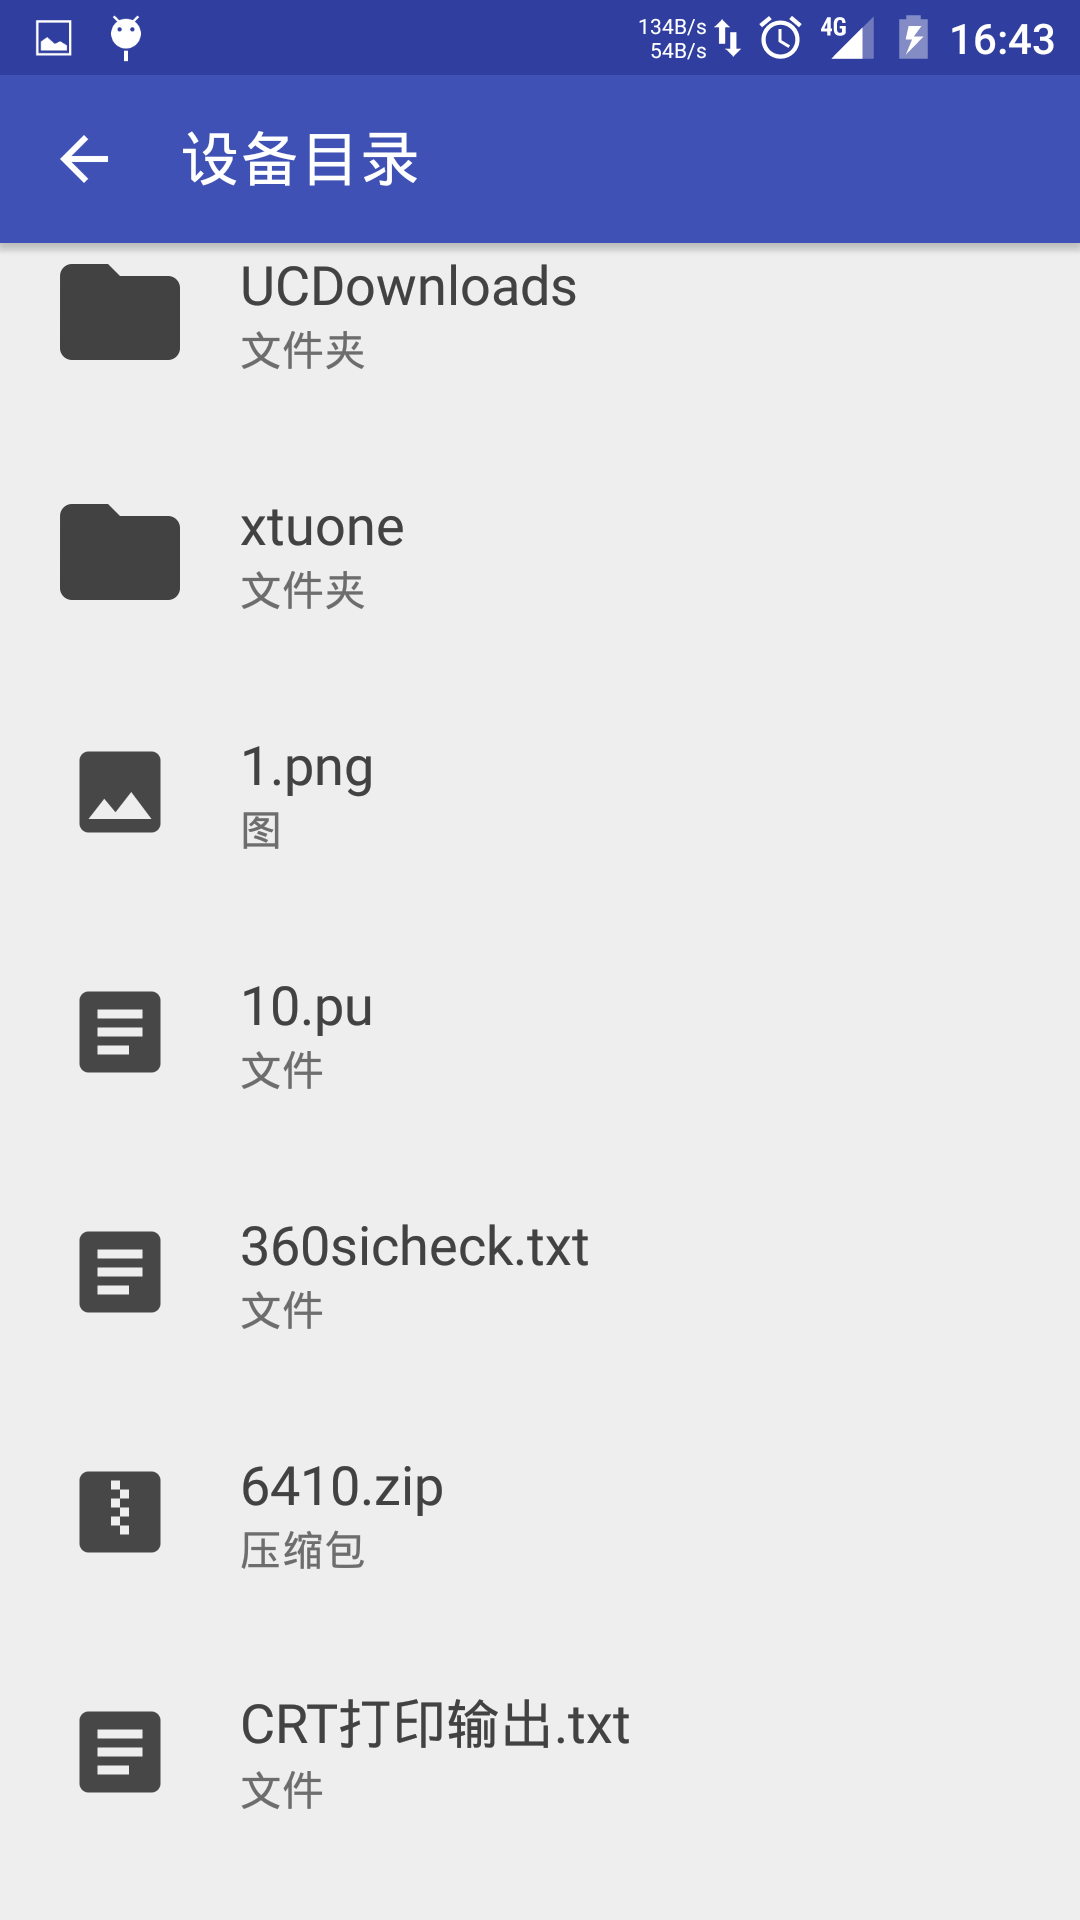 134B/s
54B/s
4G
16:43
设备目录
UCDownloads
文件夹
xtuone
文件夹
1.png
图
10.pu
文件
360sicheck.txt
文件
6410.zip
压缩包
CRT打印输出.txt
文件